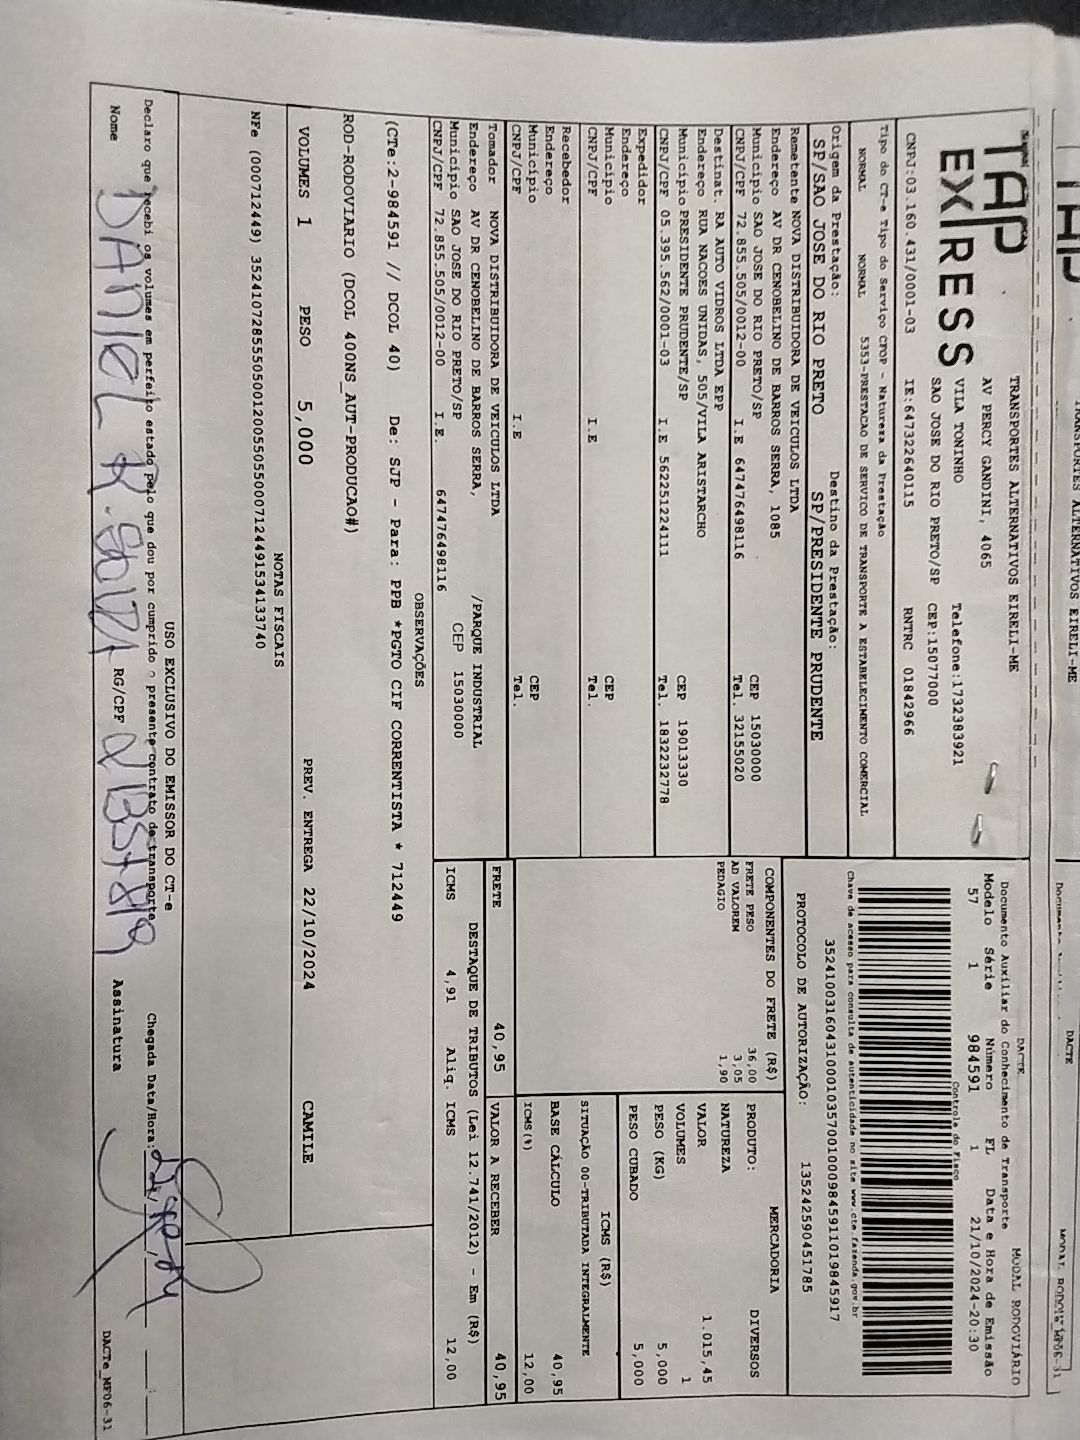 TAP EXPRESS
TRANSPORTES ALTERNATIVOS EIRELI-ME
AV PERCY GANDINI, 4065
VILA TONINHO Telefone:1732383921
SAO JOSE DO RIO PRETO/SP CEP:15077000
CNPJ:03.160.431/0001-03 IE:647322640115 RNTRC 01842966
Tipo do CT-e Tipo do Serviço CFOP - Natureza da Prestação
NORMAL NORMAL 5353-PRESTACAO DE SERVICO DE TRANSPORTE A ESTABELECIMENTO COMERCIAL
Origem da Prestação: Destino da Prestação:
SP/SAO JOSE DO RIO PRETO SP/PRESIDENTE PRUDENTE
Remetente NOVA DISTRIBUIDORA DE VEICULOS LTDA
Endereço AV DR CENOBELINO DE BARROS SERRA, 1085
Município SAO JOSE DO RIO PRETO/SP CEP 15030000
CNPJ/CPF 72.855.505/0012-00 I.E 647476498116 Tel. 32155020
Destinat. RA AUTO VIDROS LTDA EPP
Endereço RUA NACOES UNIDAS, 505/VILA ARISTARCHO
Município PRESIDENTE PRUDENTE/SP CEP 19013330
CNPJ/CPF 05.395.562/0001-03 I.E 562251224111 Tel. 1832232778
Expedidor
Endereço
Município CEP
CNPJ/CPF I.E Tel.
Recebedor
Endereço
Município CEP
CNPJ/CPF I.E Tel.
Tomador NOVA DISTRIBUIDORA DE VEICULOS LTDA
Endereço AV DR CENOBELINO DE BARROS SERRA, /PARQUE INDUSTRIAL
Município SAO JOSE DO RIO PRETO/SP CEP 15030000
CNPJ/CPF 72.855.505/0012-00 I.E. 647476498116
DACTE MODAL RODOVIÁRIO
Documento Auxiliar do Conhecimento de Transporte
Modelo Série Número FL Data e Hora de Emissão
57 1 984591 1 21/10/2024-20:30
Controle do Fisco
Chave de acesso para consulta de autenticidade no site www.cte.fazenda.gov.br
35241003160431000103570010009845911019845917
PROTOCOLO DE AUTORIZAÇÃO: 135242590451785
COMPONENTES DO FRETE (R$)
FRETE PESO 36,00
AD VALOREM 3,05
PEDAGIO 1,90
MERCADORIA
PRODUTO: DIVERSOS
NATUREZA
VALOR 1.015,45
VOLUMES 1
PESO (KG) 5,000
PESO CUBADO 5,000
ICMS (R$)
SITUAÇÃO 00-TRIBUTADA INTEGRALMENTE
BASE CÁLCULO 40,95
ICMS(%) 12,00
FRETE 40,95 VALOR A RECEBER 40,95
DESTAQUE DE TRIBUTOS (Lei 12.741/2012) - Em (R$)
ICMS 4,91 Aliq. ICMS 12,00
OBSERVAÇÕES
(CTe:2-984591 // DCOL 40) De: SJP - Para: PPB *PGTO CIF CORRENTISTA * 712449
ROD-RODOVIARIO (DCOL 400NS_AUT-PRODUCAO#)
VOLUMES 1 PESO 5,000 PREV. ENTREGA 22/10/2024 CAMILE
NOTAS FISCAIS
NFe (000712449) 35241072855505001200550550007124491534133740
USO EXCLUSIVO DO EMISSOR DO CT-e
Declaro que recebi os volumes em perfeito estado pelo que dou por cumprido o presente contrato de transporte Chegada Data/Hora:
Nome DANIEL RG/CPF Assinatura DACTe_MF06-31